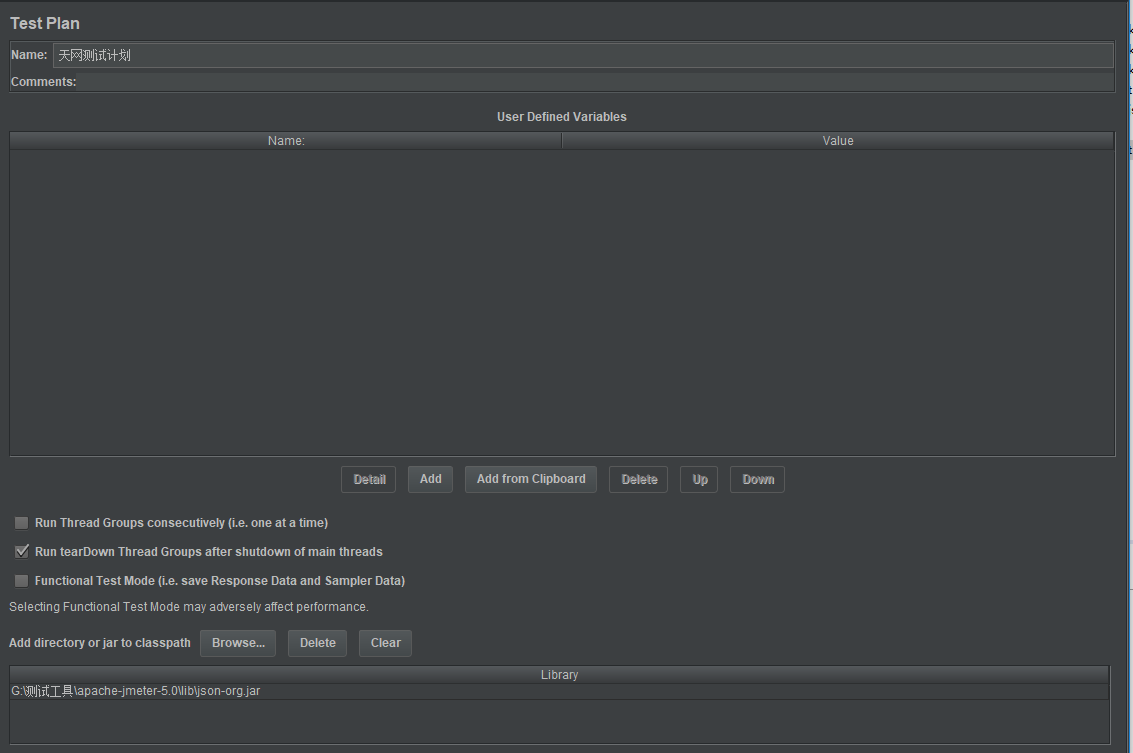 Test Plan
Name: 天网测试计划
Comments:
User Defined Variables
Name: Value
Detail Add Add from Clipboard Delete Up Down
Run Thread Groups consecutively (i.e. one at a time)
Run tearDown Thread Groups after shutdown of main threads
Functional Test Mode (i.e. save Response Data and Sampler Data)
Selecting Functional Test Mode may adversely affect performance.
Add directory or jar to classpath Browse... Delete Clear
Library
G:\测试工具\apache-jmeter-5.0\lib\json-org.jar